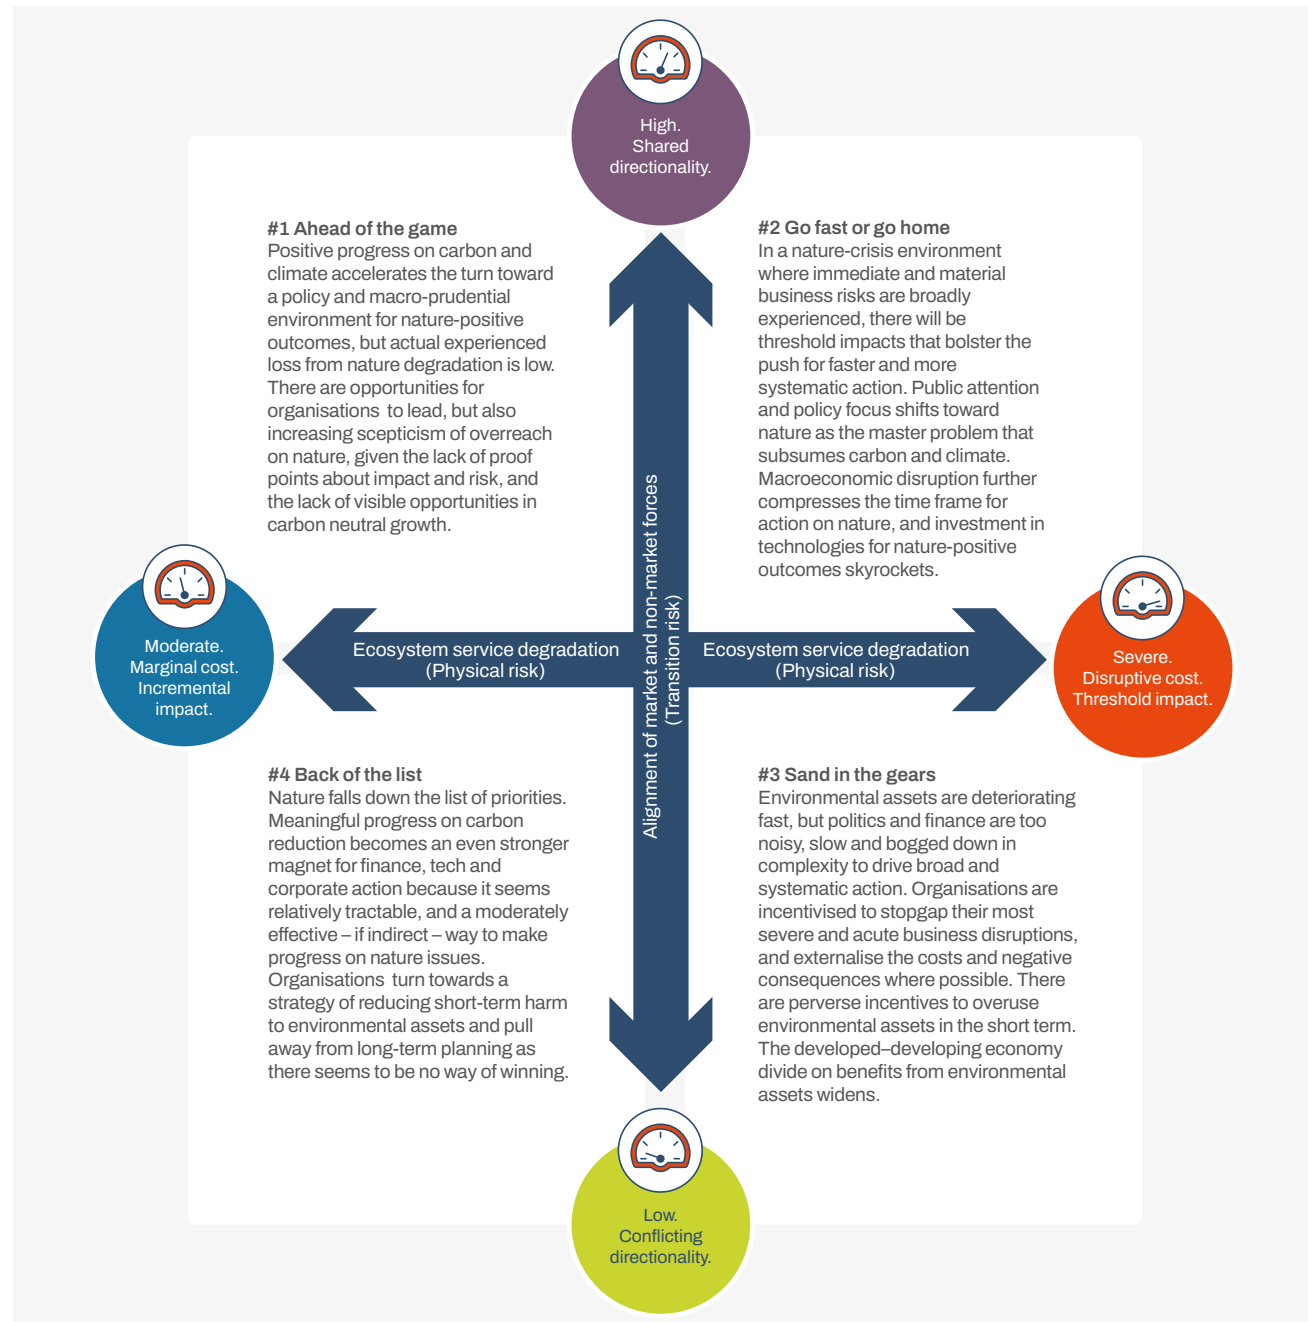 High.
Shared
directionality.
#1 Ahead of the game
Positive progress on carbon and
climate accelerates the turn toward
a policy and macro-prudential
environment for nature-positive
outcomes, but actual experienced
loss from nature degradation is low.
There are opportunities for
organisations to lead, but also
increasing scepticism of overreach
on nature, given the lack of proof
points about impact and risk, and
the lack of visible opportunities in
carbon neutral growth.
#2 Go fast or go home
In a nature-crisis environment
where immediate and material
business risks are broadly
experienced, there will be
threshold impacts that bolster the
push for faster and more
systematic action. Public attention
and policy focus shifts toward
nature as the master problem that
subsumes carbon and climate.
Macroeconomic disruption further
compresses the time frame for
action on nature, and investment in
technologies for nature-positive
outcomes skyrockets.
Moderate.
Marginal cost.
Incremental
impact.
Ecosystem service degradation
(Physical risk)
Alignment of market and non-market forces
(Transition risk)
Ecosystem service degradation
(Physical risk)
Severe.
Disruptive cost.
Threshold impact.
#4 Back of the list
Nature falls down the list of priorities.
Meaningful progress on carbon
reduction becomes an even stronger
magnet for finance, tech and
corporate action because it seems
relatively tractable, and a moderately
effective – if indirect – way to make
progress on nature issues.
Organisations turn towards a
strategy of reducing short-term harm
to environmental assets and pull
away from long-term planning as
there seems to be no way of winning.
#3 Sand in the gears
Environmental assets are deteriorating
fast, but politics and finance are too
noisy, slow and bogged down in
complexity to drive broad and
systematic action. Organisations are
incentivised to stopgap their most
severe and acute business disruptions,
and externalise the costs and negative
consequences where possible. There
are perverse incentives to overuse
environmental assets in the short term.
The developed–developing economy
divide on benefits from environmental
assets widens.
Low.
Conflicting
directionality.